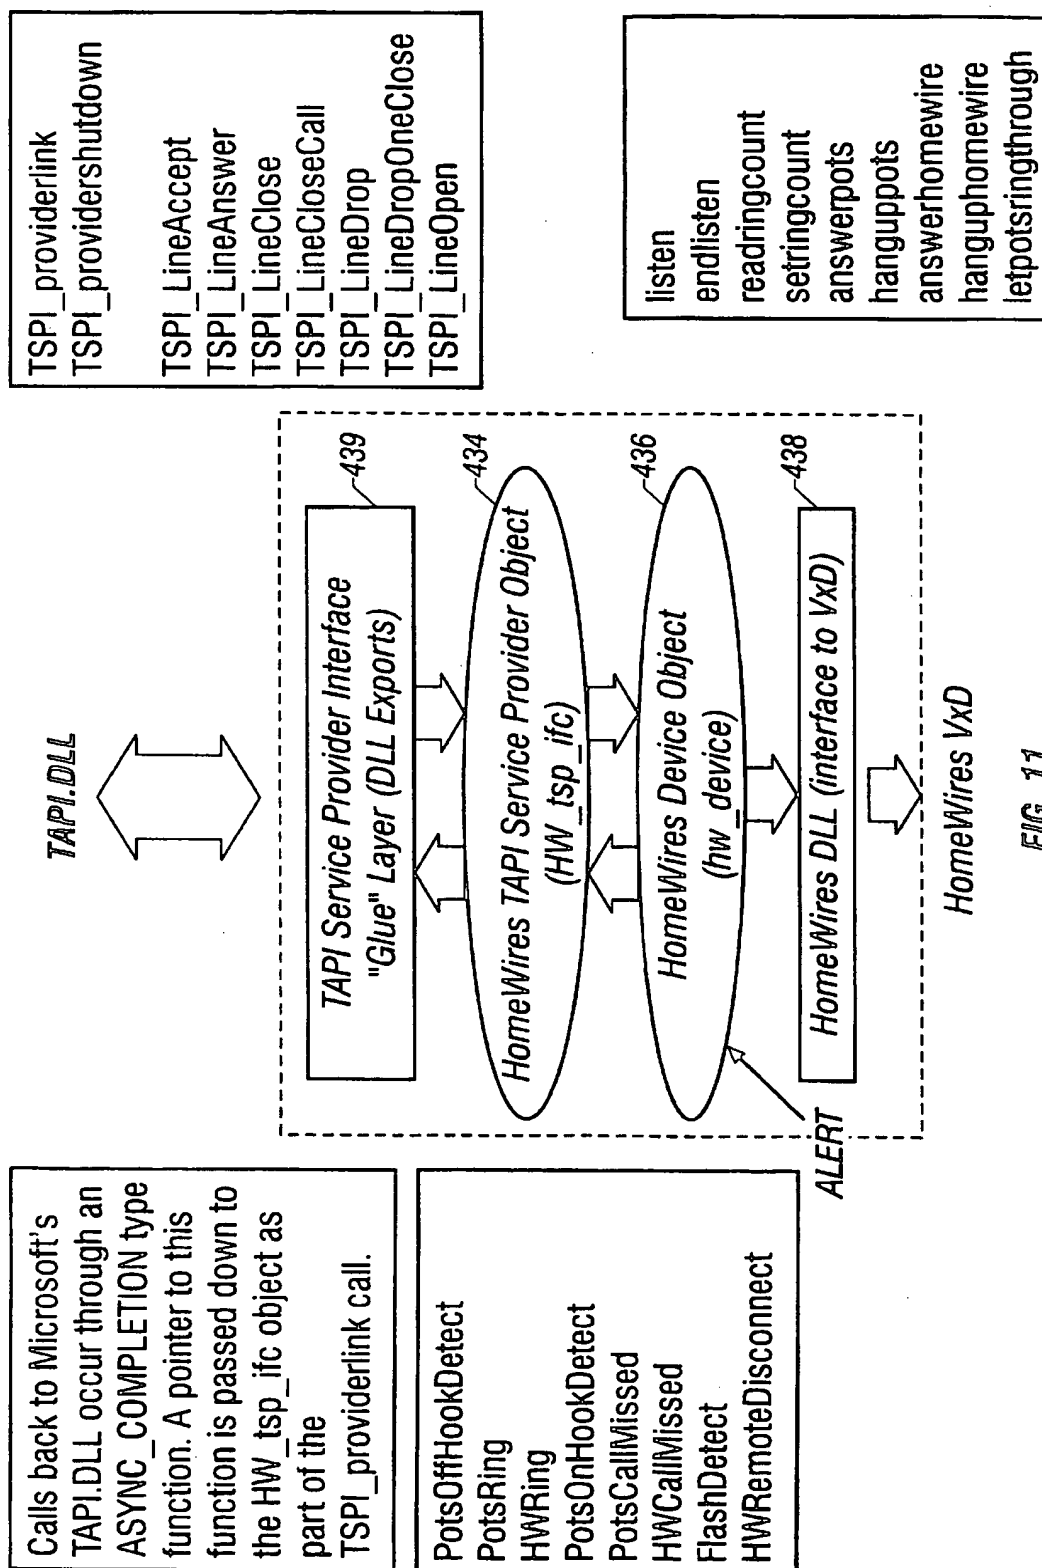 Calls back to Microsoft's
TAPI.DLL occur through an
ASYNC_COMPLETION type
function. A pointer to this
function is passed down to
the HW_tsp_ifc object as
part of the
TSPI_providerlink call.
PotsOffHookDetect
PotsRing
HWRing
PotsOnHookDetect
PotsCallMissed
HWCallMissed
FlashDetect
HWRemoteDisconnect
TAPI.DLL
TAPI Service Provider Interface
"Glue" Layer (DLL Exports)
439
HomeWires TAPI Service Provider Object
(HW_tsp_ifc)
434
HomeWires Device Object
(hw_device)
436
ALERT
HomeWires DLL (interface to VxD)
438
HomeWires VxD
TSPI_providerlink
TSPI_providershutdown
TSPI_LineAccept
TSPI_LineAnswer
TSPI_LineClose
TSPI_LineCloseCall
TSPI_LineDrop
TSPI_LineDropOneClose
TSPI_LineOpen
listen
endlisten
readringcount
setringcount
answerpots
hanguppots
answerhomewire
hanguphomewire
letpotsringthrough
FIG. 11